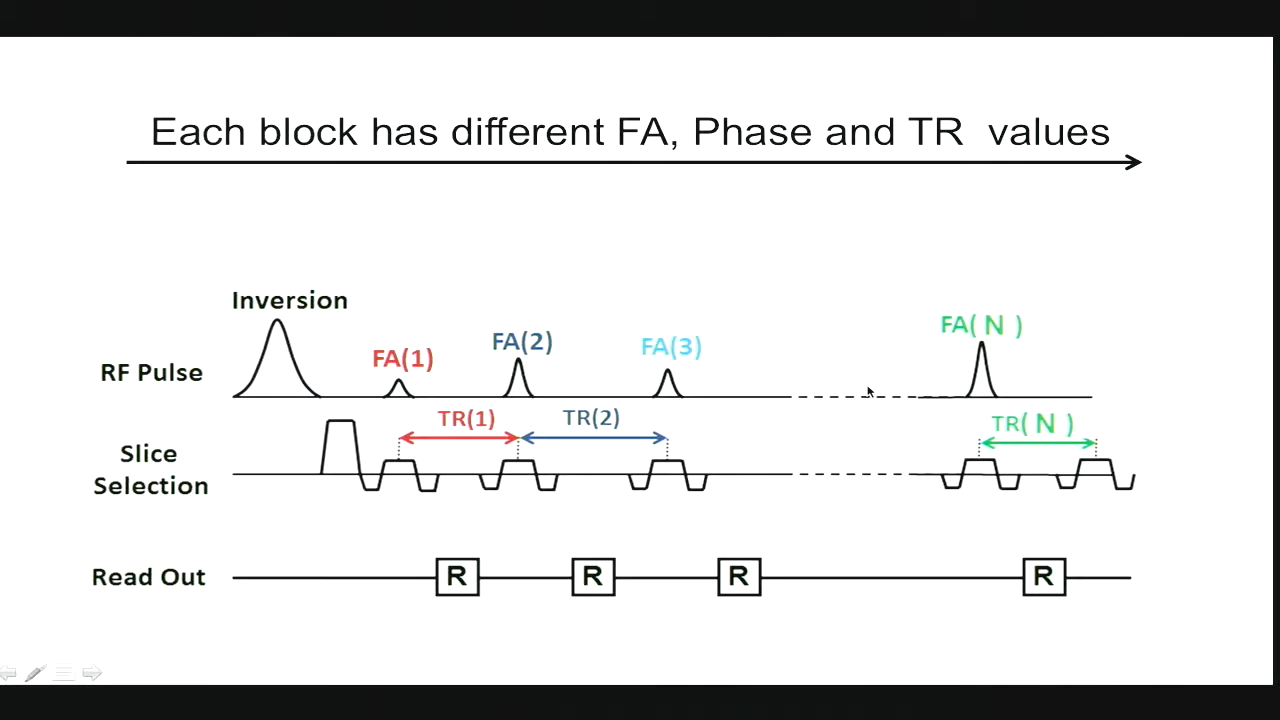 Each block has different FA, Phase and TR values
Inversion
FA(1)
FA(2)
FA(3)
FA( N )
RF Pulse
TR(1)
TR(2)
TR( N )
Slice
Selection
Read Out
R
R
R
R